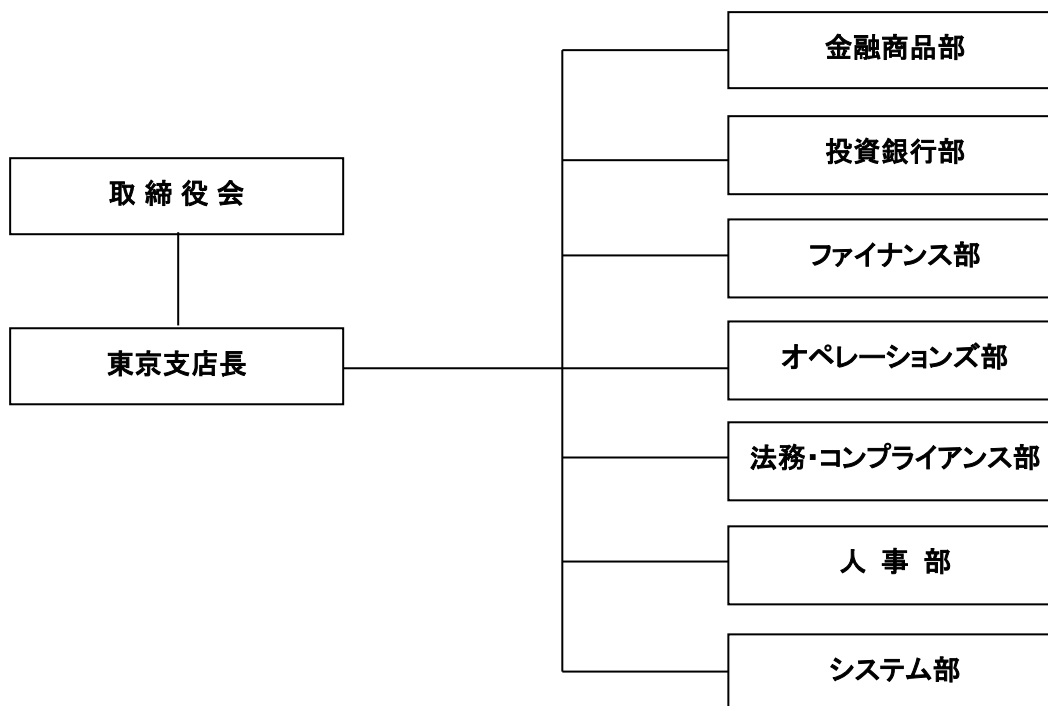 取 締 役 会
東京支店長
金融商品部
投資銀行部
ファイナンス部
オペレーションズ部
法務・コンプライアンス部
人 事 部
システム部